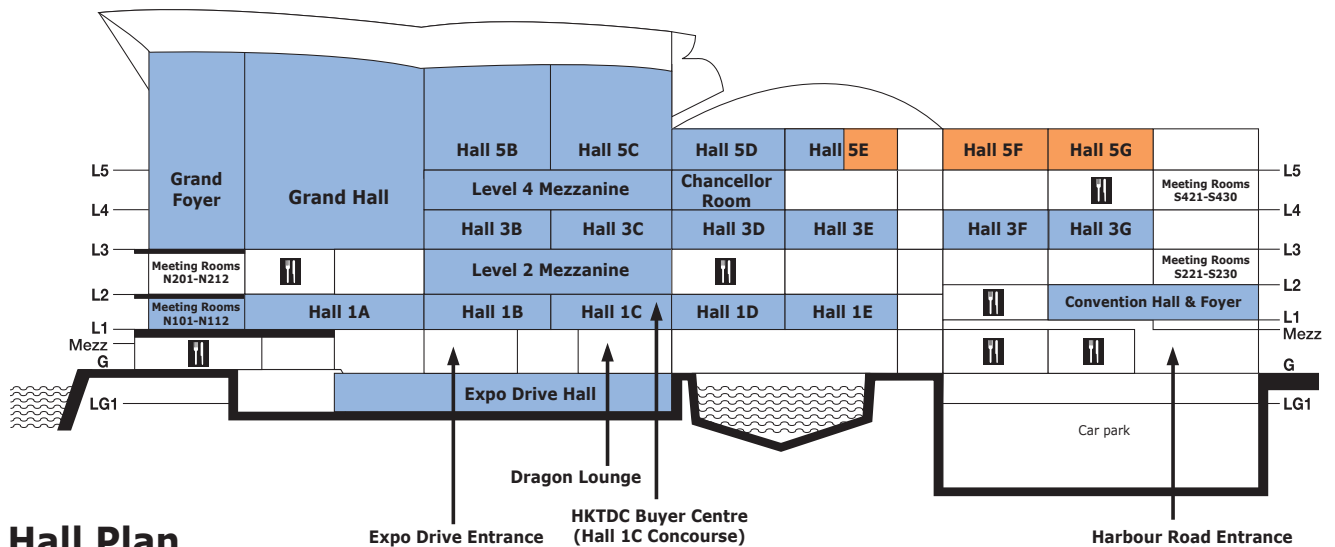 Hall 5B
Hall 5C
Hall 5D
Hall 5E
Hall 5F
Hall 5G
L5
L5
Grand
Foyer
Grand Hall
Level 4 Mezzanine
Chancellor
Room
Meeting Rooms
S421-S430
L4
L4
Hall 3B
Hall 3C
Hall 3D
Hall 3E
Hall 3F
Hall 3G
L3
L3
Meeting Rooms
N201-N212
Level 2 Mezzanine
Meeting Rooms
S221-S230
L2
L2
Meeting Rooms
N101-N112
Hall 1A
Hall 1B
Hall 1C
Hall 1D
Hall 1E
Convention Hall & Foyer
L1
L1
Mezz
Mezz
G
G
Expo Drive Hall
LG1
LG1
Car park
Dragon Lounge
HKTDC Buyer Centre
(Hall 1C Concourse)
Expo Drive Entrance
Harbour Road Entrance
Hall Plan